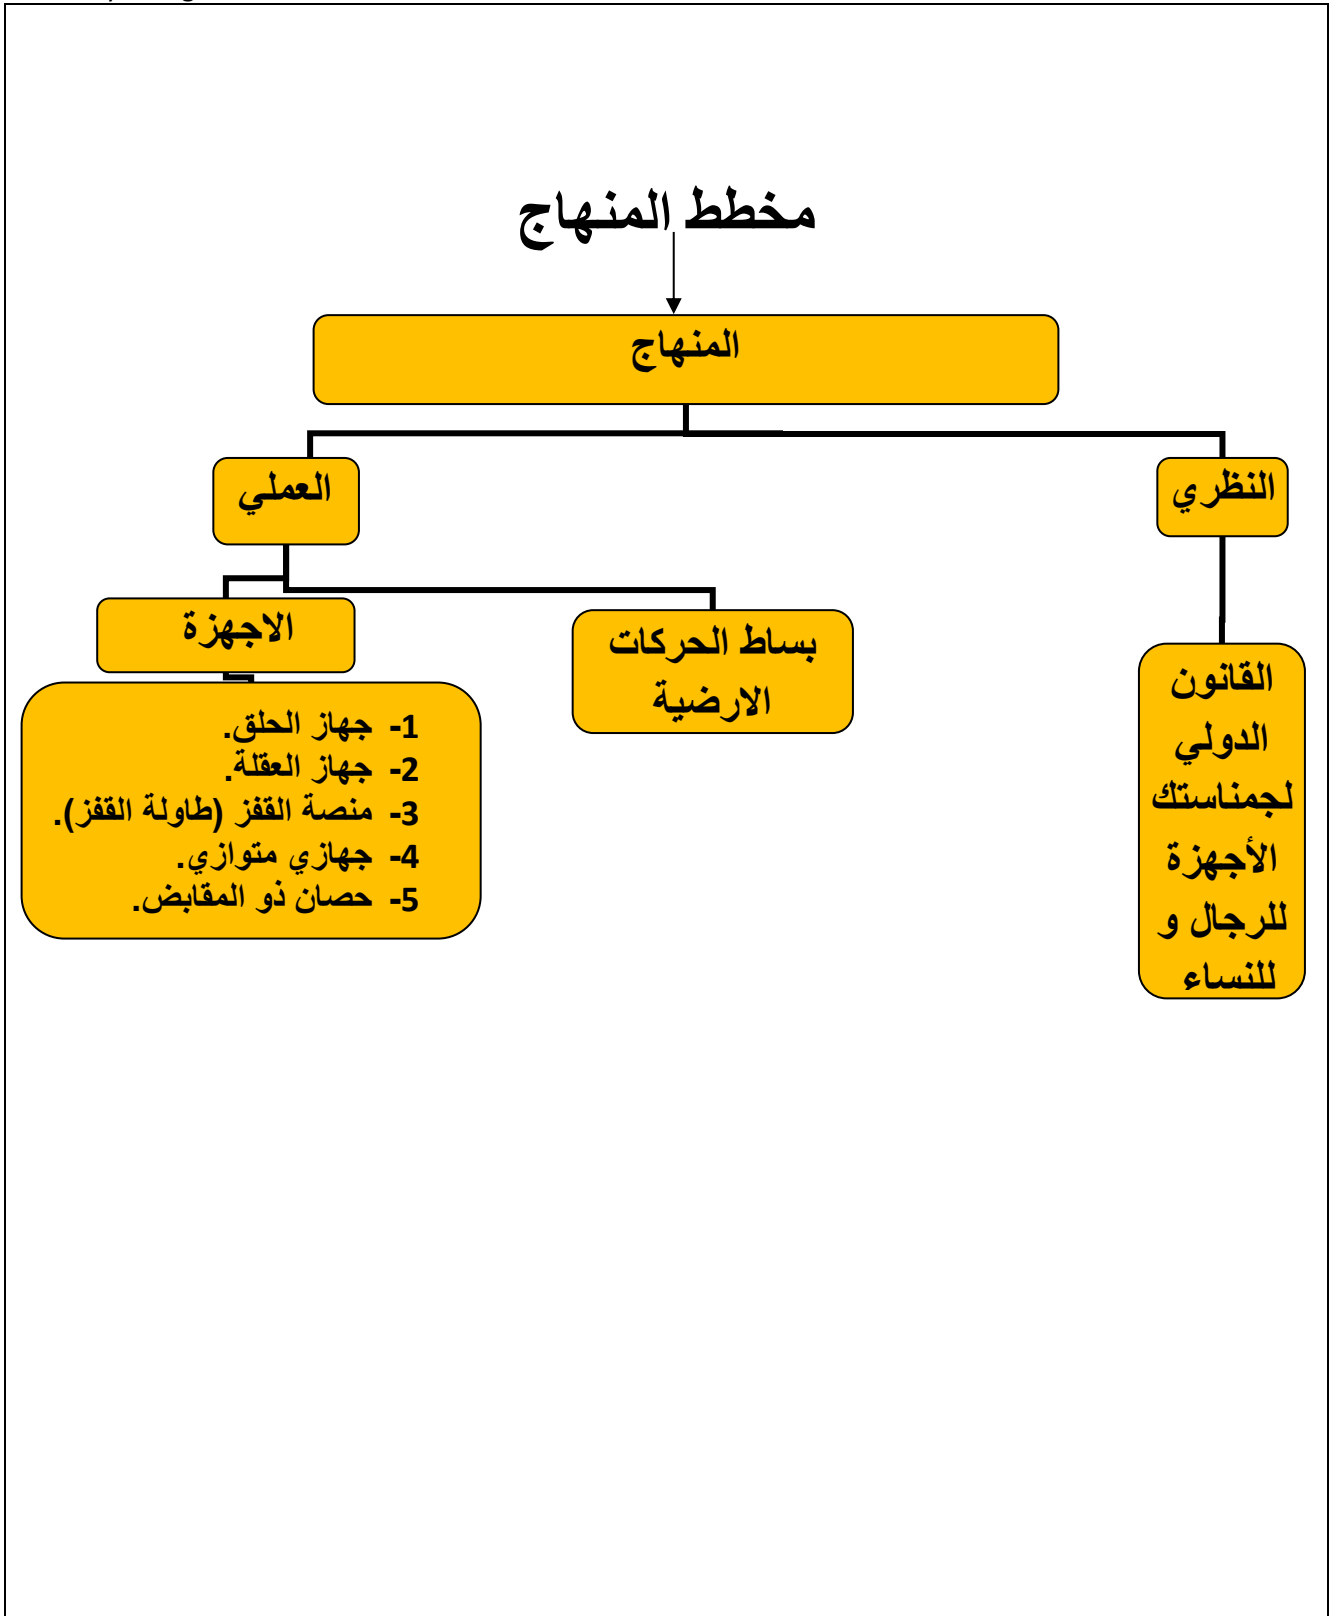 مخطط المنهاج
المنهاج
النظري
العملي
القانون
الدولي
لجمناستك
الأجهزة
للرجال و
للنساء
بساط الحركات
الارضية
الاجهزة
1- جهاز الحلق.
2- جهاز العقلة.
3- منصة القفز (طاولة القفز).
4- جهازي متوازي.
5- حصان ذو المقابض.